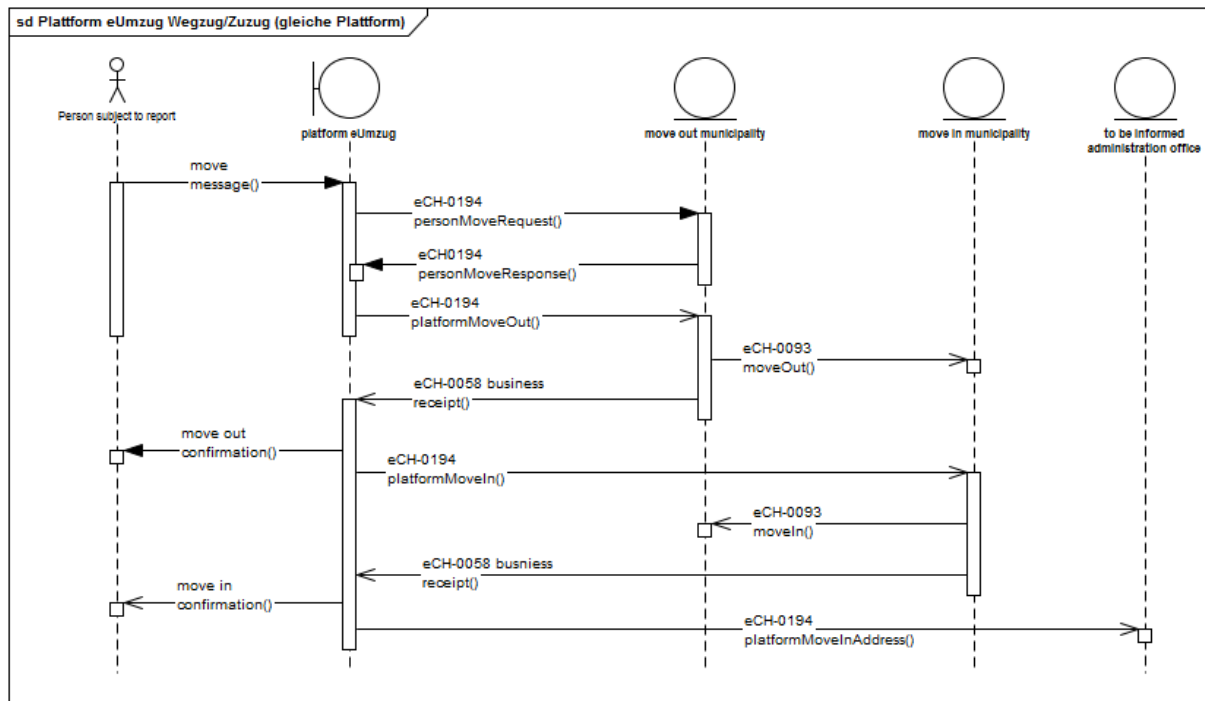 sd Plattform eUmzug Wegzug/Zuzug (gleiche Plattform)
Person subject to report
platform eUmzug
move out municipality
move in municipality
to be informed
administration office
move
message()
eCH-0194
personMoveRequest()
eCH0194
personMoveResponse()
eCH-0194
platformMoveOut()
eCH-0093
moveOut()
eCH-0058 business
receipt()
move out
confirmation()
eCH-0194
platformMoveIn()
eCH-0093
moveIn()
eCH-0058 busniess
receipt()
move in
confirmation()
eCH-0194
platformMoveInAddress()